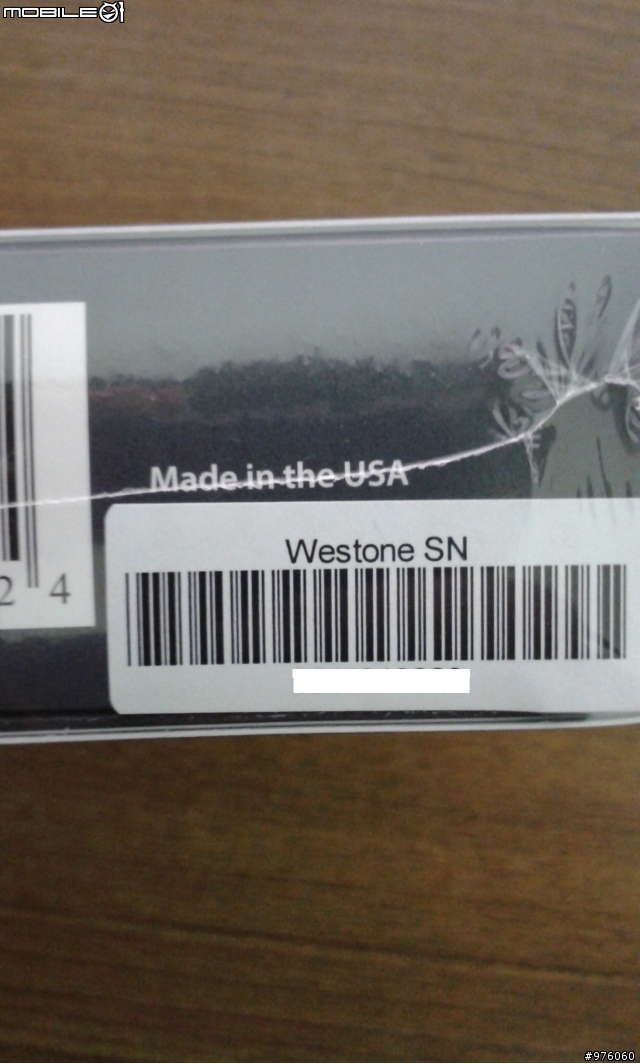 MOBILE01
Made in the USA
Westone SN
2 4
#976060